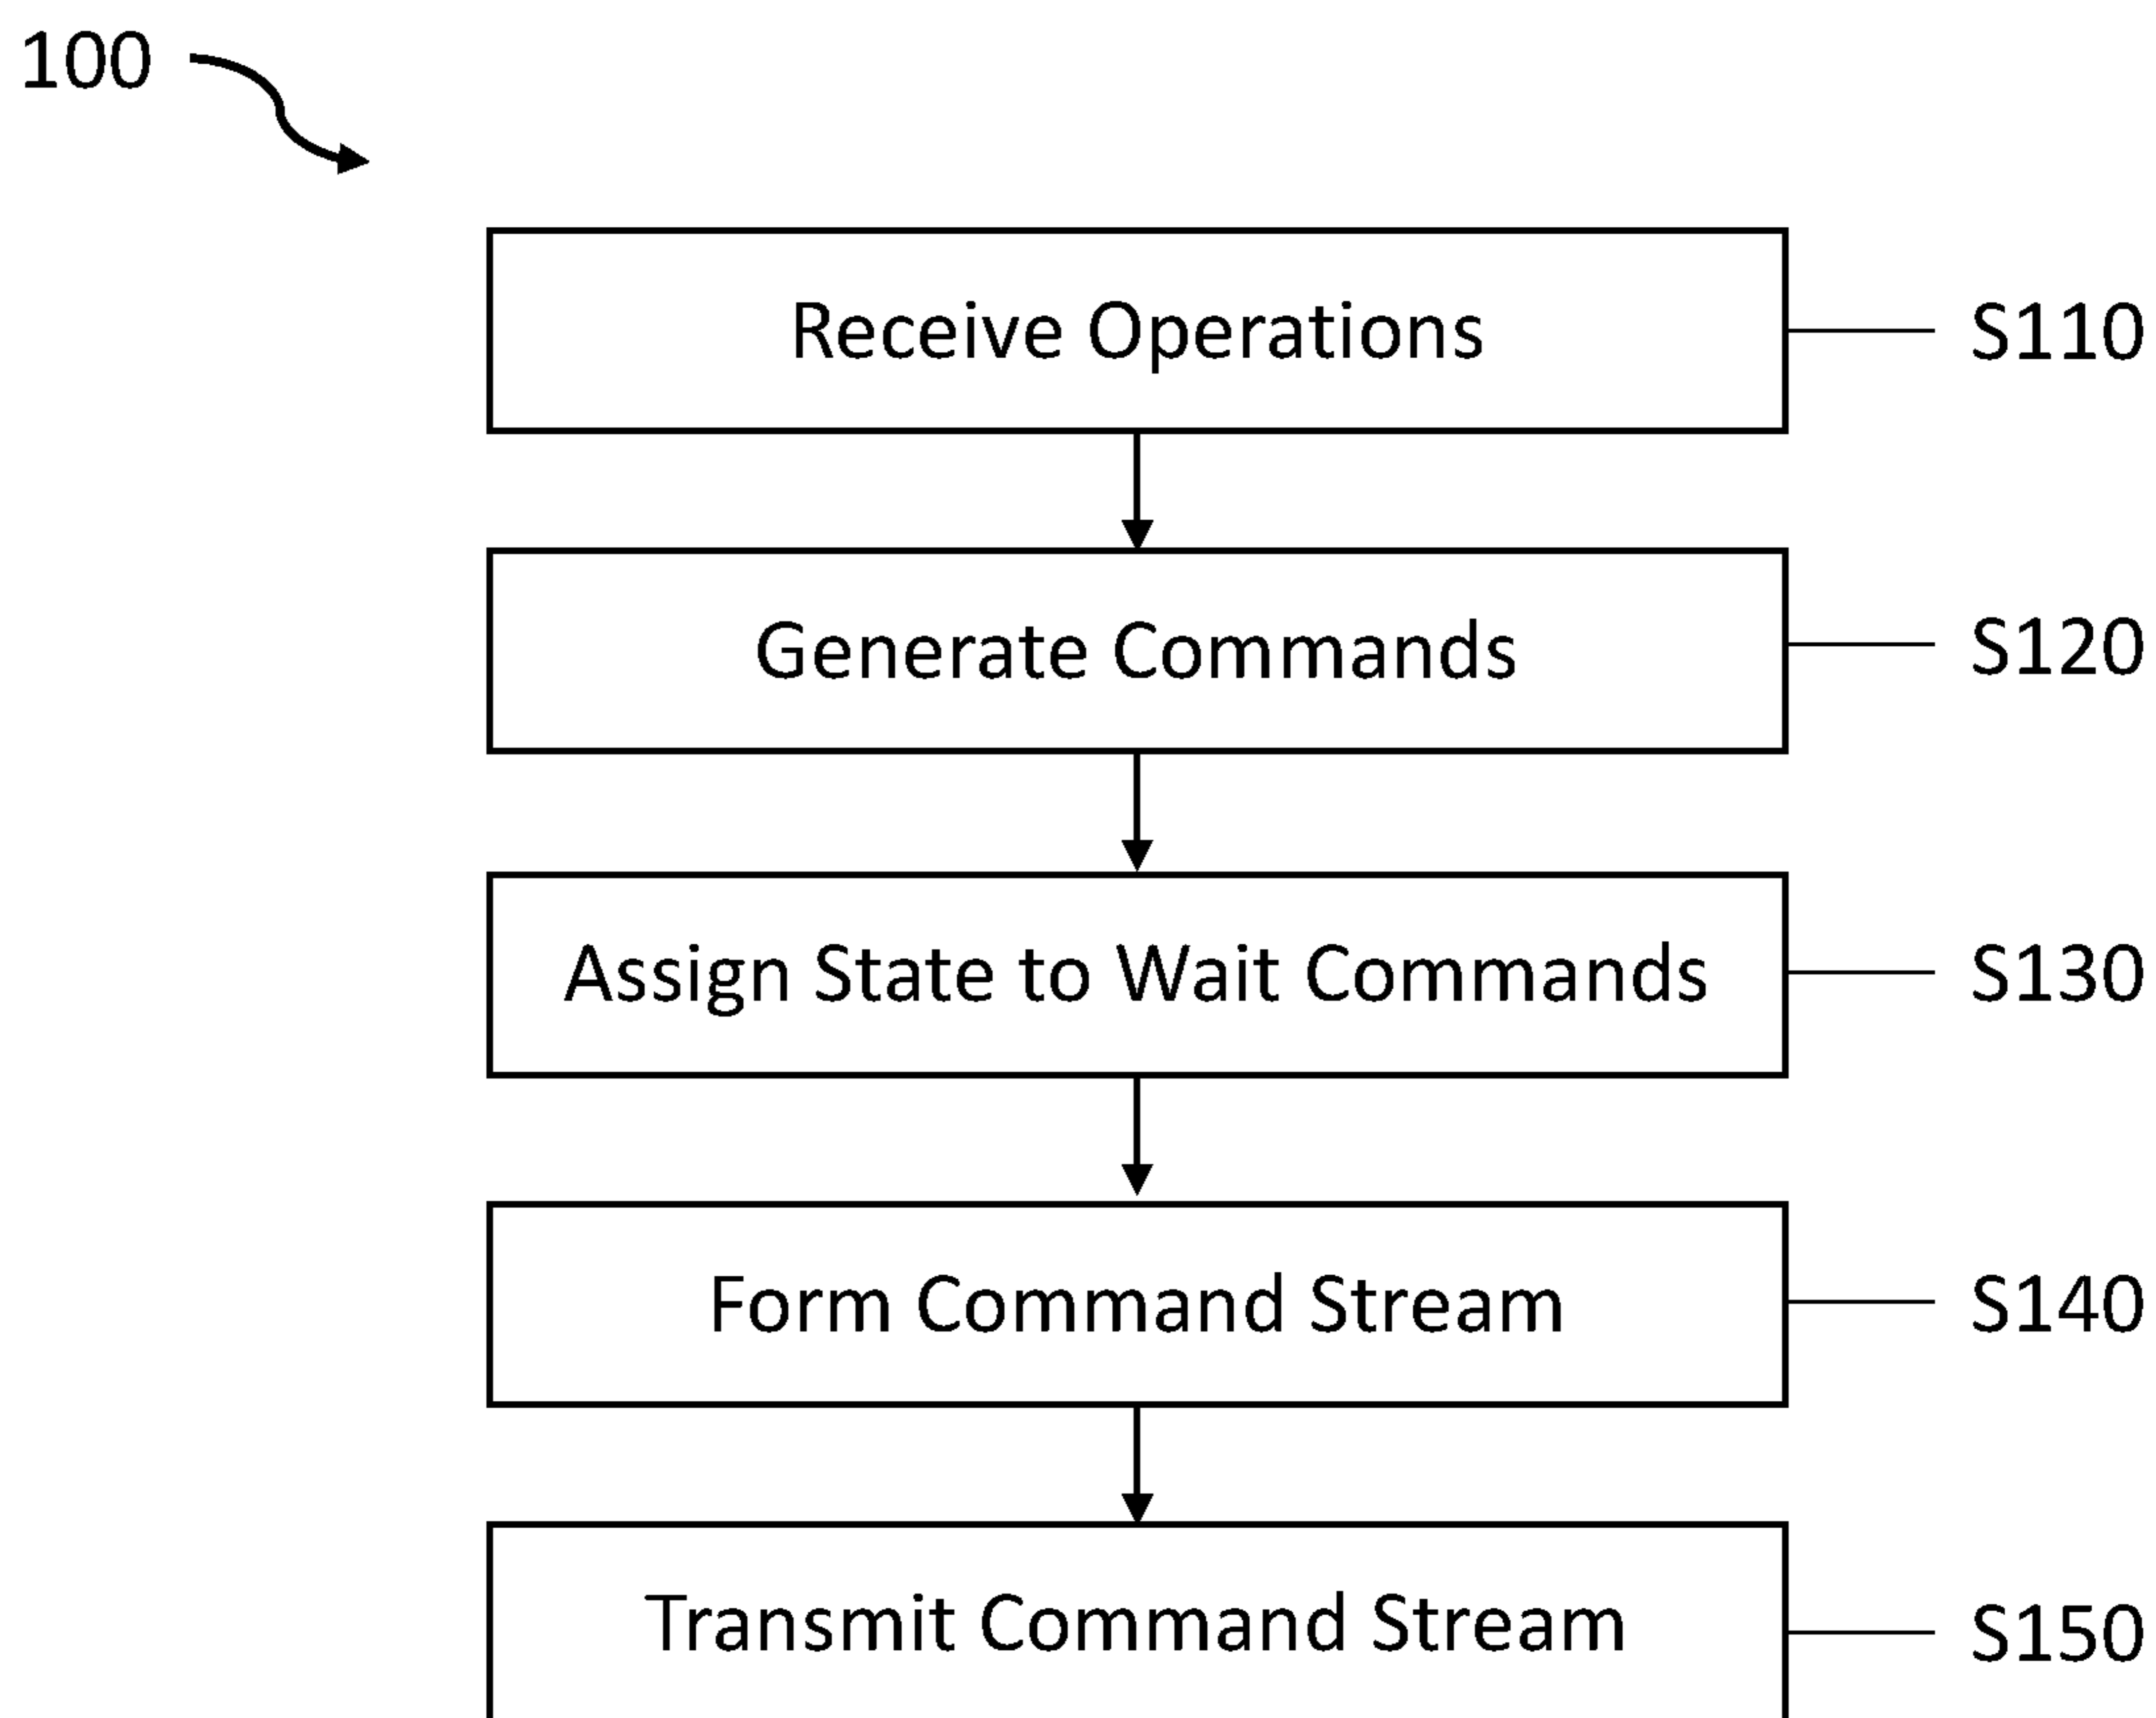 100
Receive Operations
S110
Generate Commands
S120
Assign State to Wait Commands
S130
Form Command Stream
S140
Transmit Command Stream
S150